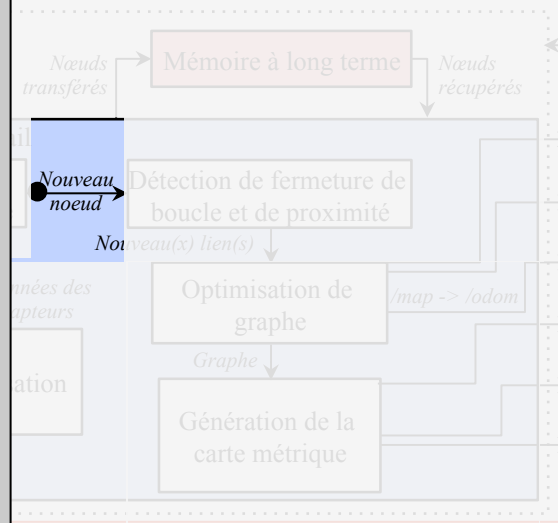 Nœuds
transférés
Mémoire à long terme
Nœuds
récupérés
Nouveau
noeud
Détection de fermeture de
boucle et de proximité
Nouveau(x) lien(s)
Optimisation de
graphe
/map -> /odom
Graphe
Génération de la
carte métrique